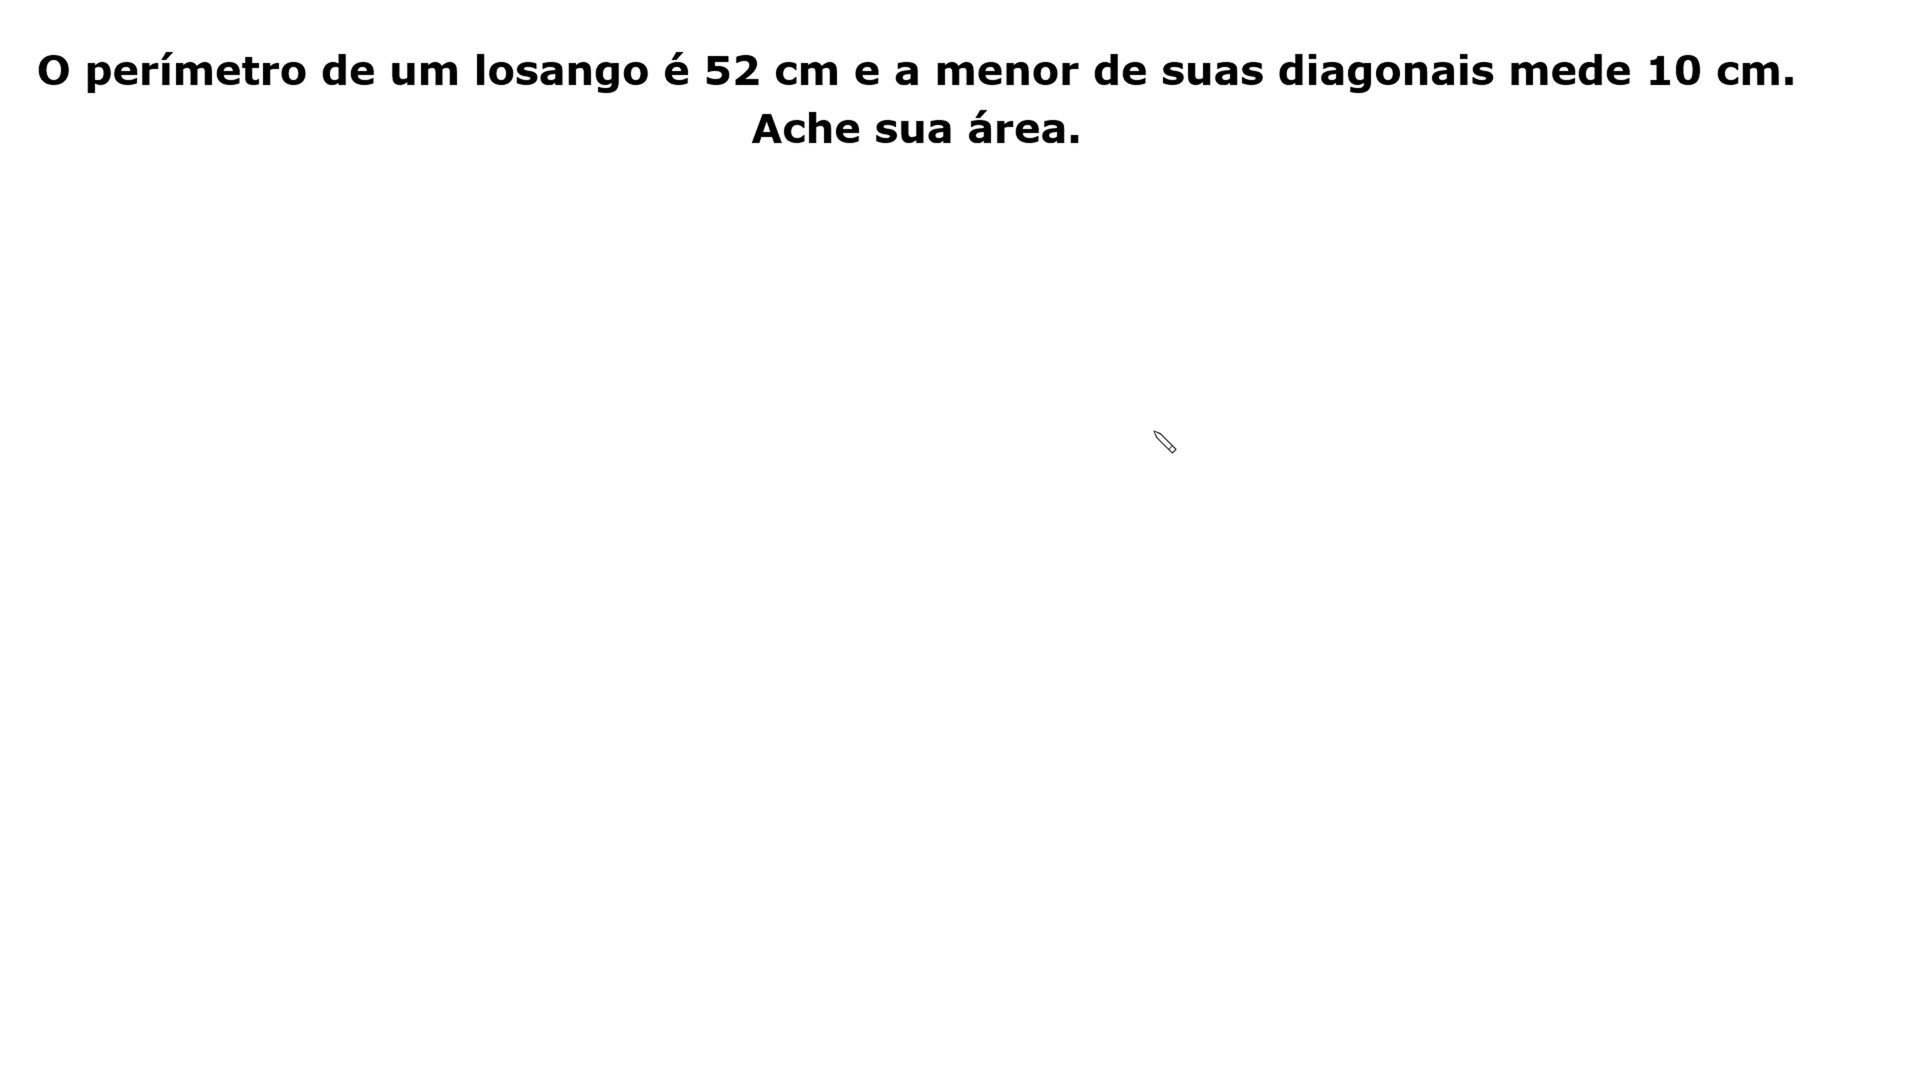 O perímetro de um losango é 52 cm e a menor de suas diagonais mede 10 cm.
Ache sua área.